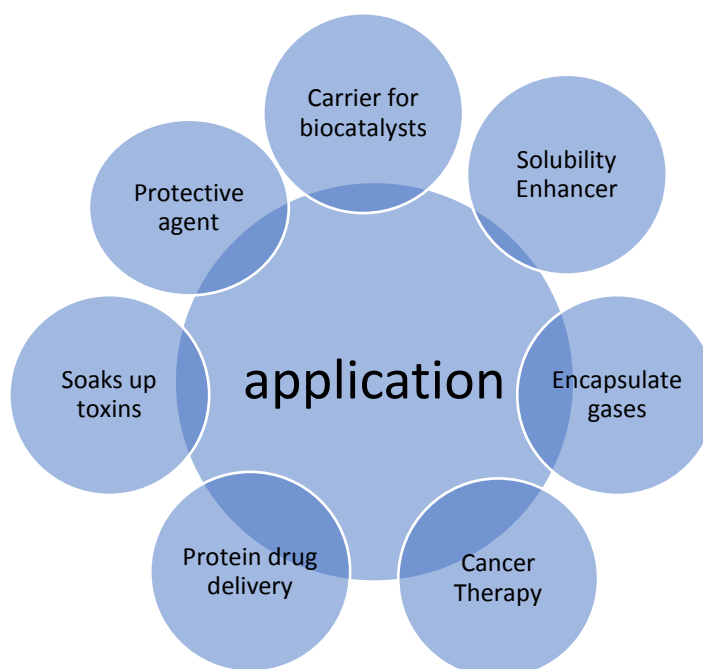 Carrier for
biocatalysts
Solubility
Enhancer
Encapsulate
gases
Cancer
Therapy
Protein drug
delivery
Soaks up
toxins
Protective
agent
application